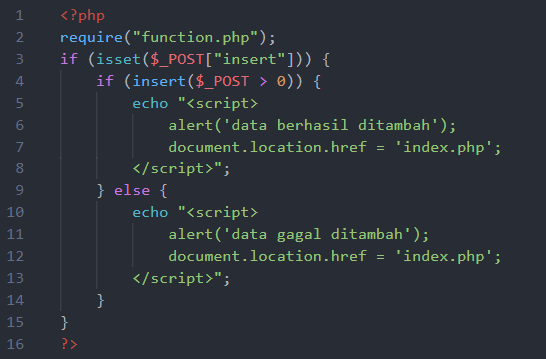 1 <?php
2 require("function.php");
3 if (isset($_POST["insert"])) {
4     if (insert($_POST > 0)) {
5         echo "<script>
6             alert('data berhasil ditambah');
7             document.location.href = 'index.php';
8         </script>";
9     } else {
10         echo "<script>
11             alert('data gagal ditambah');
12             document.location.href = 'index.php';
13         </script>";
14     }
15 }
16 ?>